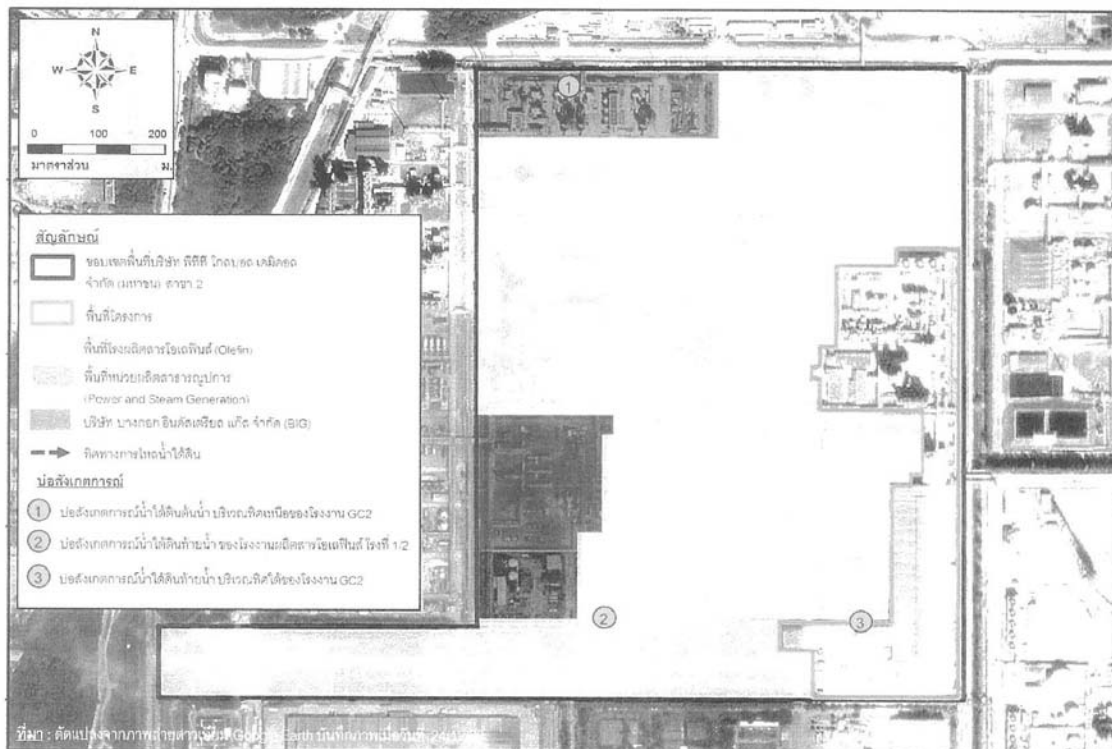 N
W E
S
0 100 200
มาตราส่วน ม.
สัญลักษณ์
ขอบเขตพื้นที่บริษัท พีทีที โกลบอล เคมิคอล
จำกัด (มหาชน) สาขา 2
พื้นที่โครงการ
พื้นที่โรงผลิตสารโอเลฟินส์ (Olefin)
พื้นที่หน่วยผลิตสาธารณูปการ
(Power and Steam Generation)
บริษัท บางกอก อินดัสเตรียล แก๊ส จำกัด (BIG)
ทิศทางการไหลน้ำใต้ดิน
บ่อสังเกตการณ์
1 บ่อสังเกตการณ์น้ำใต้ดินต้นน้ำ บริเวณทิศเหนือของโรงงาน GC2
2 บ่อสังเกตการณ์น้ำใต้ดินท้ายน้ำ ของโรงงานผลิตสารโอเลฟินส์ โรงที่ 1/2
3 บ่อสังเกตการณ์น้ำใต้ดินท้ายน้ำ บริเวณทิศใต้ของโรงงาน GC2
1
2
3
ที่มา : ดัดแปลงจากภาพถ่ายดาวเทียม Google Earth บันทึกภาพเมื่อวันที่ 24